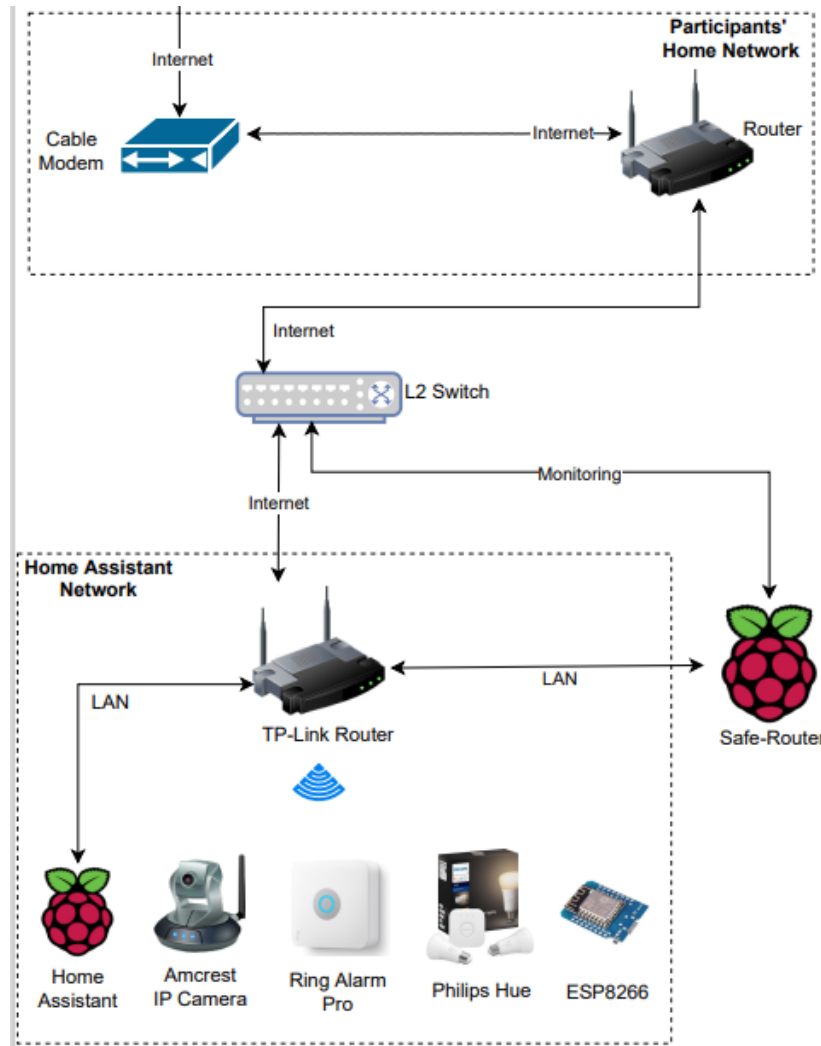 Participants'
Home Network
Internet
Cable
Modem
Internet
Router
Internet
L2 Switch
Monitoring
Internet
Home Assistant
Network
LAN
LAN
TP-Link Router
Safe-Router
Home
Assistant
Amcrest
IP Camera
Ring Alarm
Pro
Philips Hue
ESP8266